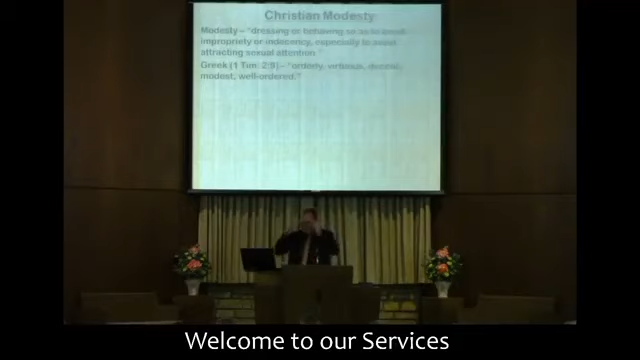 Christian Modesty
Modesty – "dressing or behaving so as to avoid
impropriety or indecency, especially to avoid
attracting sexual attention."
Greek (1 Tim. 2:9) – "orderly, virtuous, decent,
modest; well-ordered."
Welcome to our Services